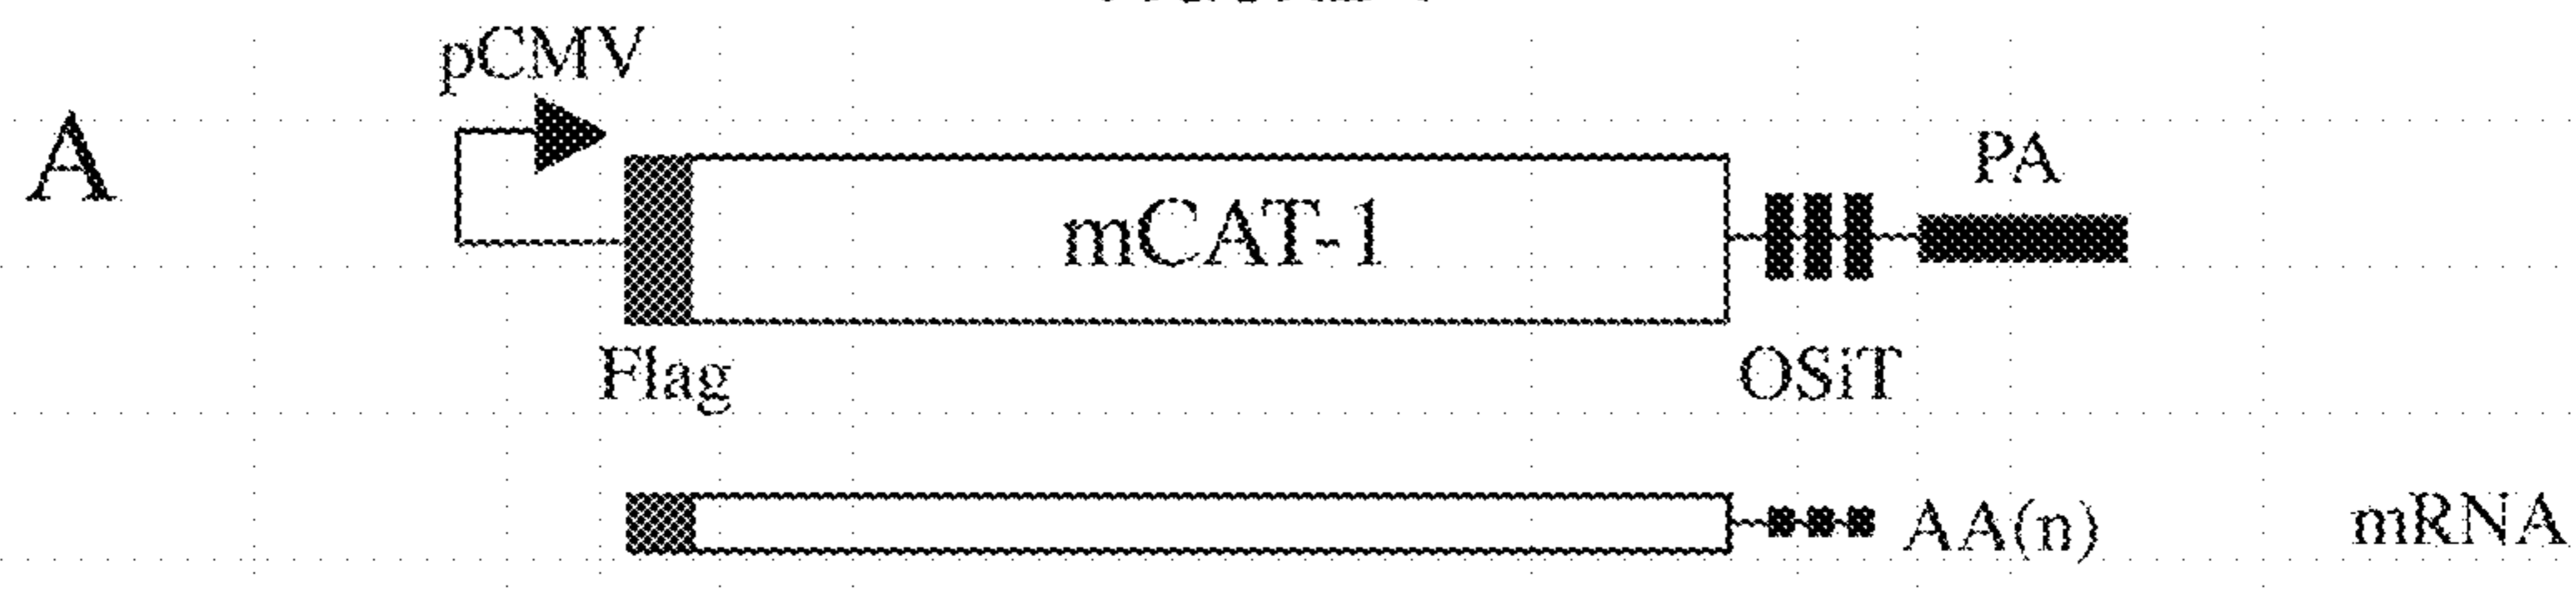 pCMV
A
PA
mCAT-1
Flag
OSiT
AA(n)
mRNA